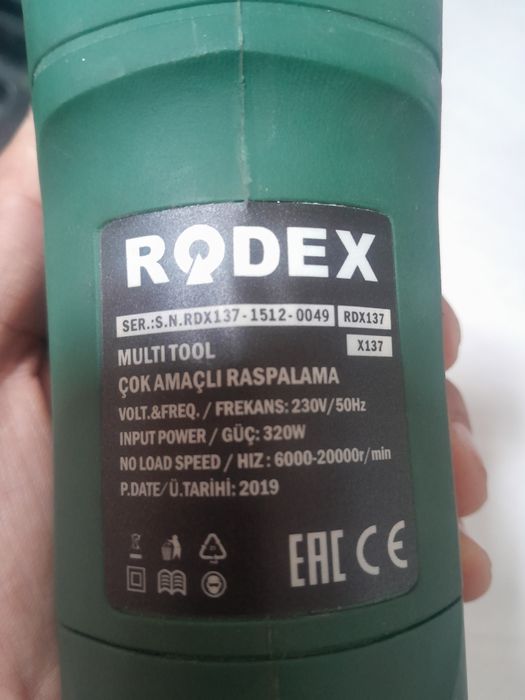 RODEX
SER.:S.N.RDX137-1512-0049 RDX137
X137
MULTI TOOL
ÇOK AMAÇLI RASPALAMA
VOLT.&FREQ. / FREKANS: 230V/50Hz
INPUT POWER / GÜÇ: 320W
NO LOAD SPEED / HIZ : 6000-20000r/min
P.DATE/Ü.TARİHİ: 2019
EAC CE